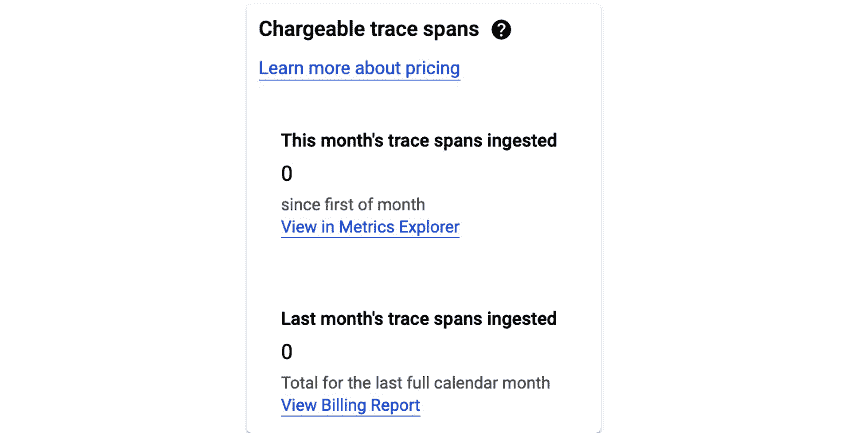 Chargeable trace spans
Learn more about pricing
This month's trace spans ingested
0
since first of month
View in Metrics Explorer
Last month's trace spans ingested
0
Total for the last full calendar month
View Billing Report